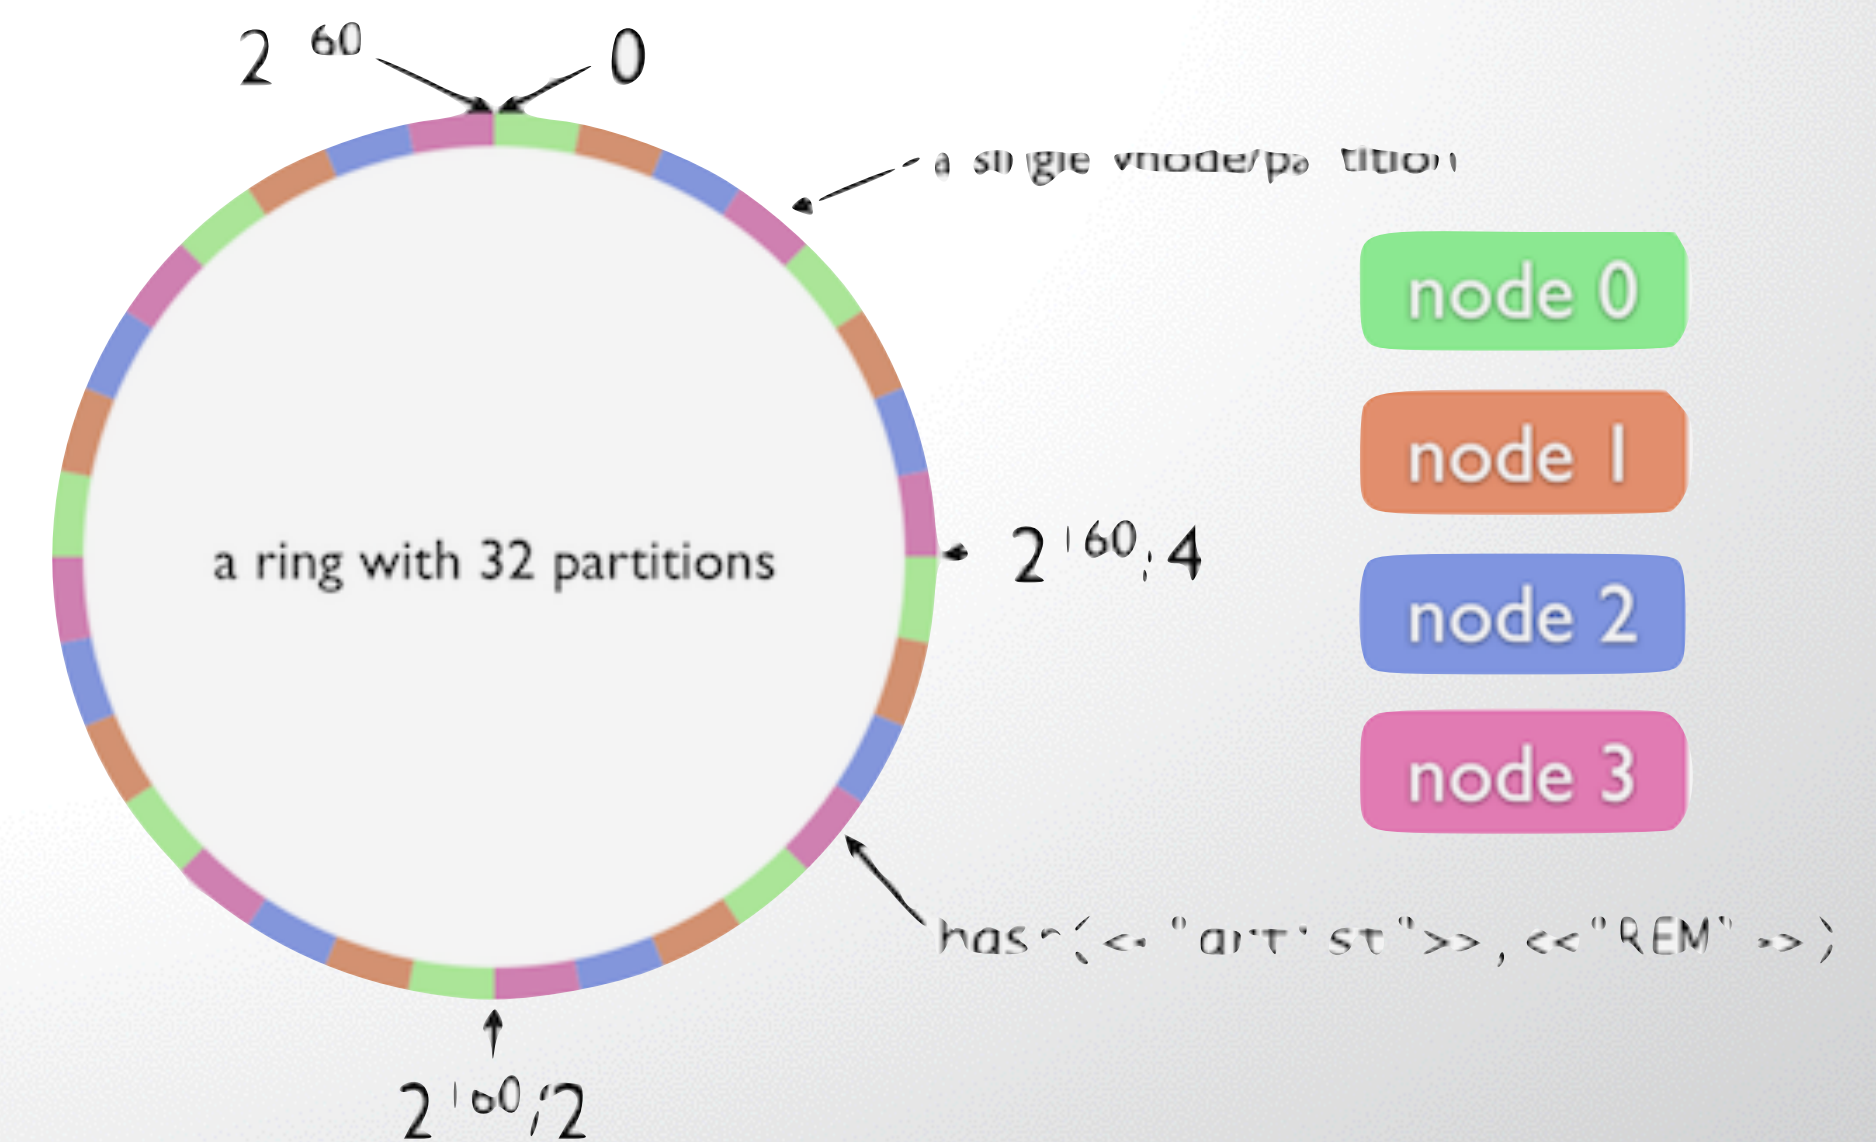 2 60
0
a single vnode/partition
node 0
node 1
node 2
node 3
a ring with 32 partitions
2^160/4
hash(<<"artist">>,<<"REM">>)
2^160/2